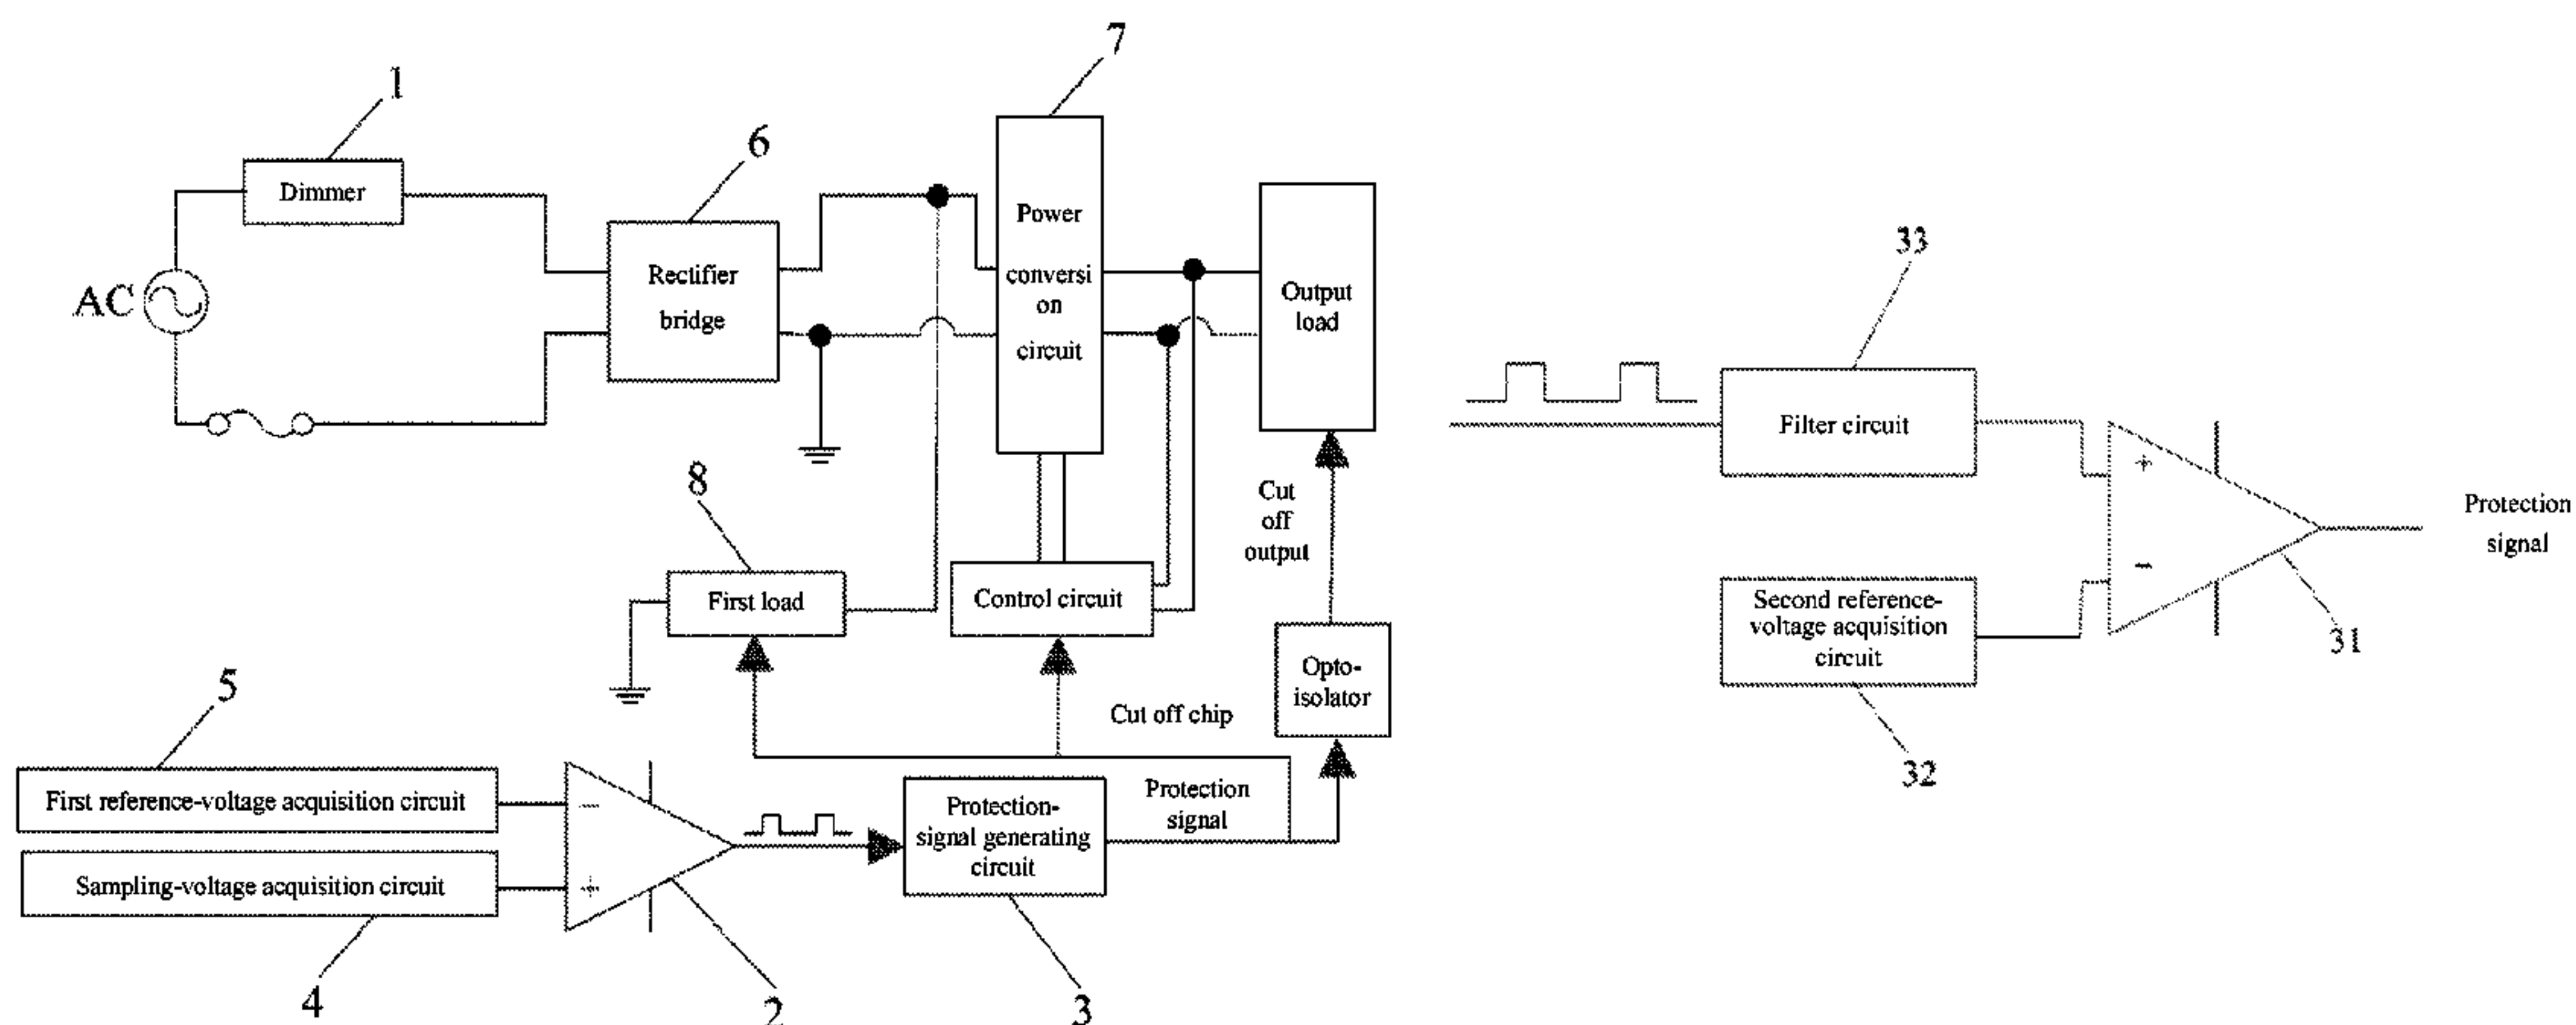 7
1
6
Dimmer
AC
Rectifier
bridge
Power
conversi
on
circuit
Output
load
33
Filter circuit
+
−
Protection
signal
Second reference-
voltage acquisition
circuit
31
32
8
First load
Control circuit
Cut
off
output
Opto-
isolator
Cut off chip
5
First reference-voltage acquisition circuit
Sampling-voltage acquisition circuit
−
+
Protection-
signal generating
circuit
Protection
signal
4
2
3